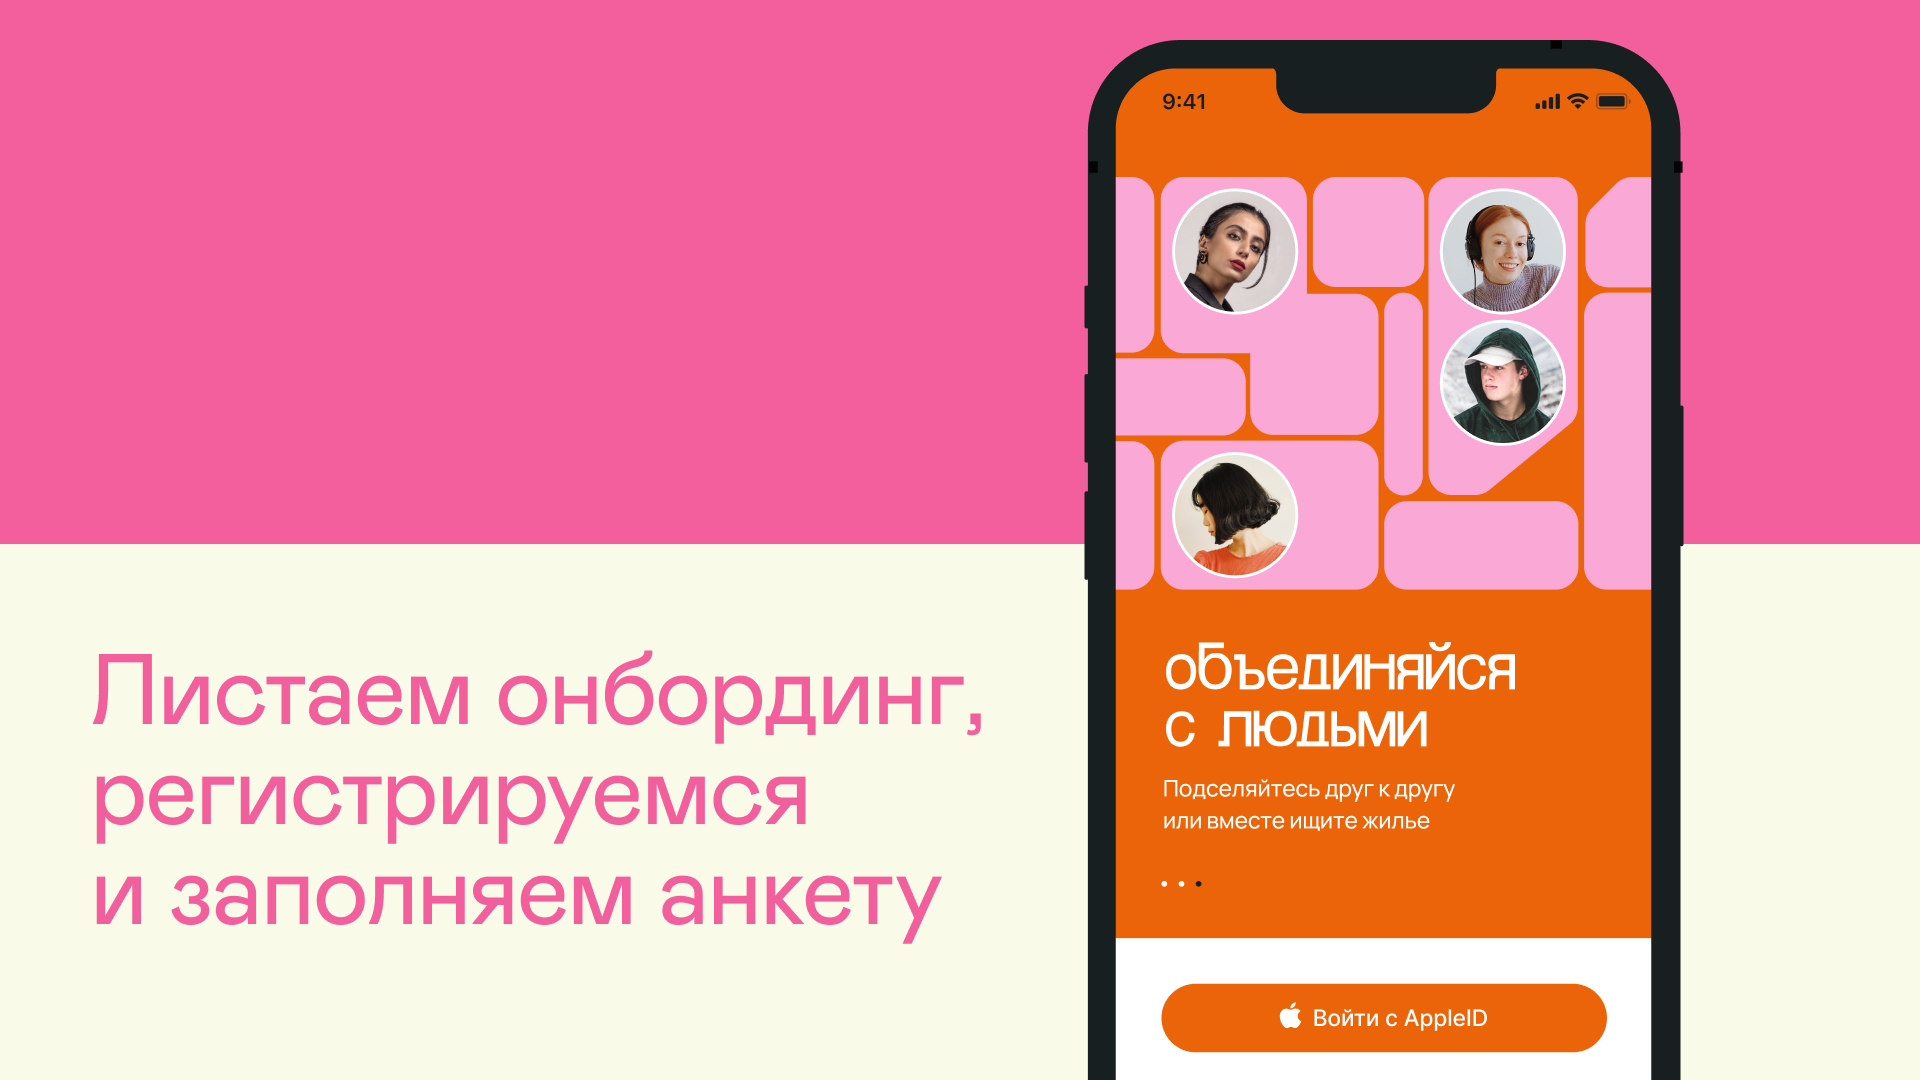 Листаем онбординг,
регистрируемся
и заполняем анкету
9:41
объединяйся
с людьми
Подселяйтесь друг к другу
или вместе ищите жилье
Войти с AppleID